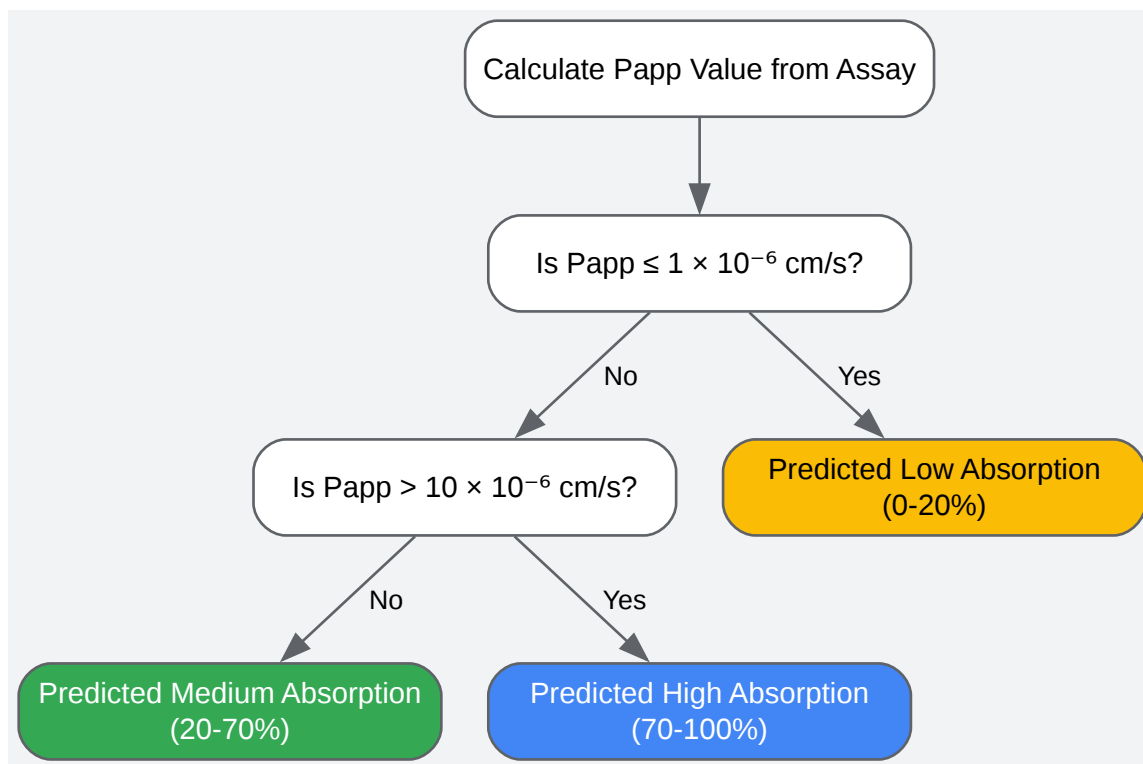 Calculate Papp Value from Assay
Is Papp ≤ 1 × 10⁻⁶ cm/s?
No
Yes
Is Papp > 10 × 10⁻⁶ cm/s?
Predicted Low Absorption
(0-20%)
No
Yes
Predicted Medium Absorption
(20-70%)
Predicted High Absorption
(70-100%)